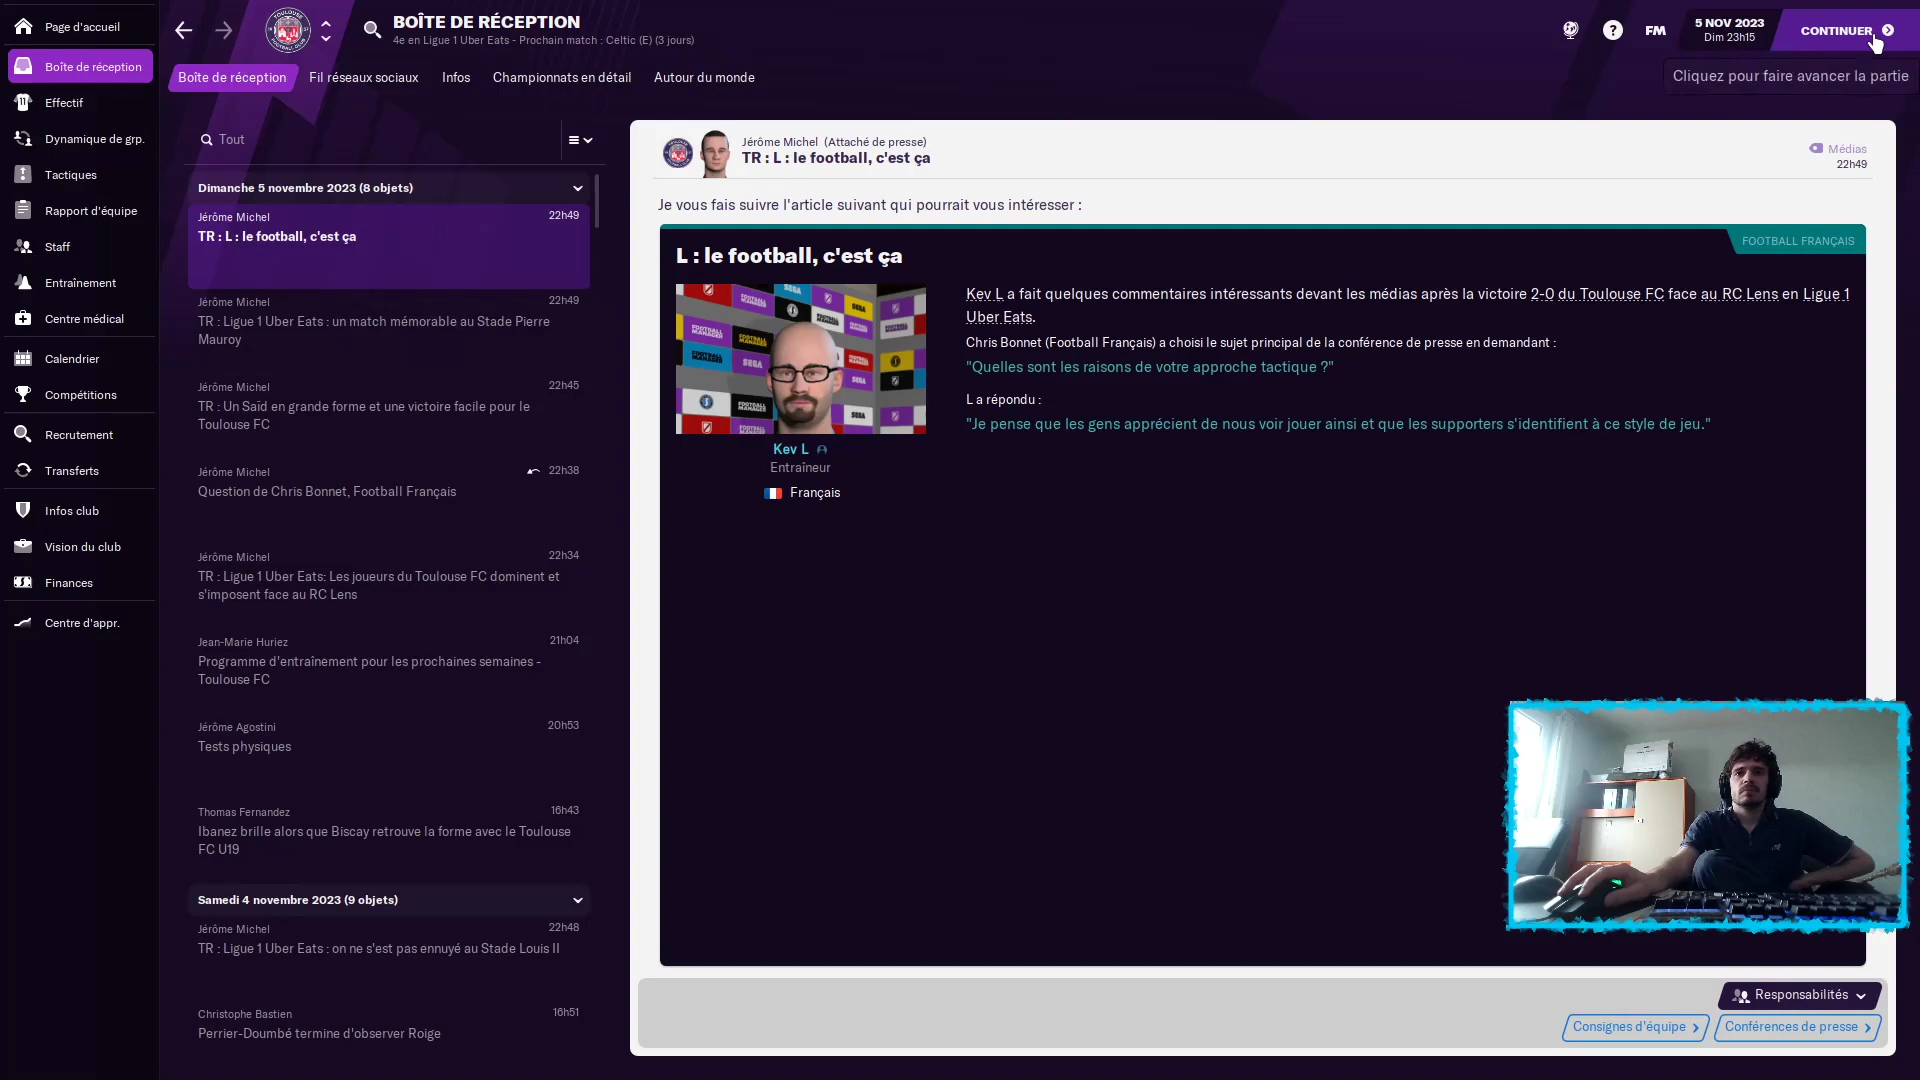 Page d'accueil
Boîte de réception
Effectif
Dynamique de grp.
Tactiques
Rapport d'équipe
Staff
Entraînement
Centre médical
Calendrier
Compétitions
Recrutement
Transferts
Infos club
Vision du club
Finances
Centre d'appr.
BOÎTE DE RÉCEPTION
4e en Ligue 1 Uber Eats - Prochain match : Celtic (E) (3 jours)
FM
5 NOV 2023
Dim 23h15
CONTINUER
Cliquez pour faire avancer la partie
Boîte de réception
Fil réseaux sociaux
Infos
Championnats en détail
Autour du monde
Tout
Dimanche 5 novembre 2023 (8 objets)
Jérôme Michel 22h49
TR : L : le football, c'est ça
Jérôme Michel 22h49
TR : Ligue 1 Uber Eats : un match mémorable au Stade Pierre
Mauroy
Jérôme Michel 22h45
TR : Un Saïd en grande forme et une victoire facile pour le
Toulouse FC
Jérôme Michel 22h38
Question de Chris Bonnet, Football Français
Jérôme Michel 22h34
TR : Ligue 1 Uber Eats: Les joueurs du Toulouse FC dominent et
s'imposent face au RC Lens
Jean-Marie Huriez 21h04
Programme d'entraînement pour les prochaines semaines -
Toulouse FC
Jérôme Agostini 20h53
Tests physiques
Thomas Fernandez 16h43
Ibanez brille alors que Biscay retrouve la forme avec le Toulouse
FC U19
Samedi 4 novembre 2023 (9 objets)
Jérôme Michel 22h48
TR : Ligue 1 Uber Eats : on ne s'est pas ennuyé au Stade Louis II
Christophe Bastien 16h51
Perrier-Doumbé termine d'observer Roige
Jérôme Michel (Attaché de presse)
TR : L : le football, c'est ça
Médias
22h49
Je vous fais suivre l'article suivant qui pourrait vous intéresser :
FOOTBALL FRANÇAIS
L : le football, c'est ça
Kev L
Entraîneur
Français
Kev L a fait quelques commentaires intéressants devant les médias après la victoire 2-0 du Toulouse FC face au RC Lens en Ligue 1
Uber Eats.
Chris Bonnet (Football Français) a choisi le sujet principal de la conférence de presse en demandant :
"Quelles sont les raisons de votre approche tactique ?"
L a répondu :
"Je pense que les gens apprécient de nous voir jouer ainsi et que les supporters s'identifient à ce style de jeu."
Responsabilités
Consignes d'équipe
Conférences de presse